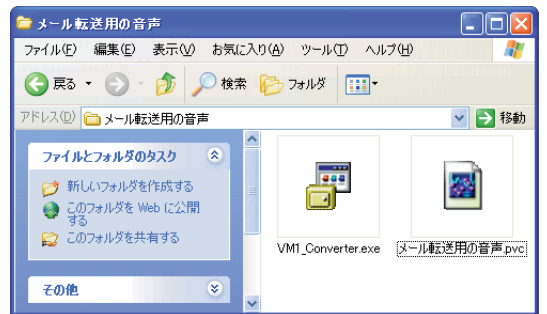 メール転送用の音声
ファイル(F) 編集(E) 表示(V) お気に入り(A) ツール(T) ヘルプ(H)
戻る 検索 フォルダ
アドレス(D) メール転送用の音声 移動
ファイルとフォルダのタスク
新しいフォルダを作成する
このフォルダを Web に公開
する
このフォルダを共有する
その他
VM1_Converter.exe メール転送用の音声.pvc